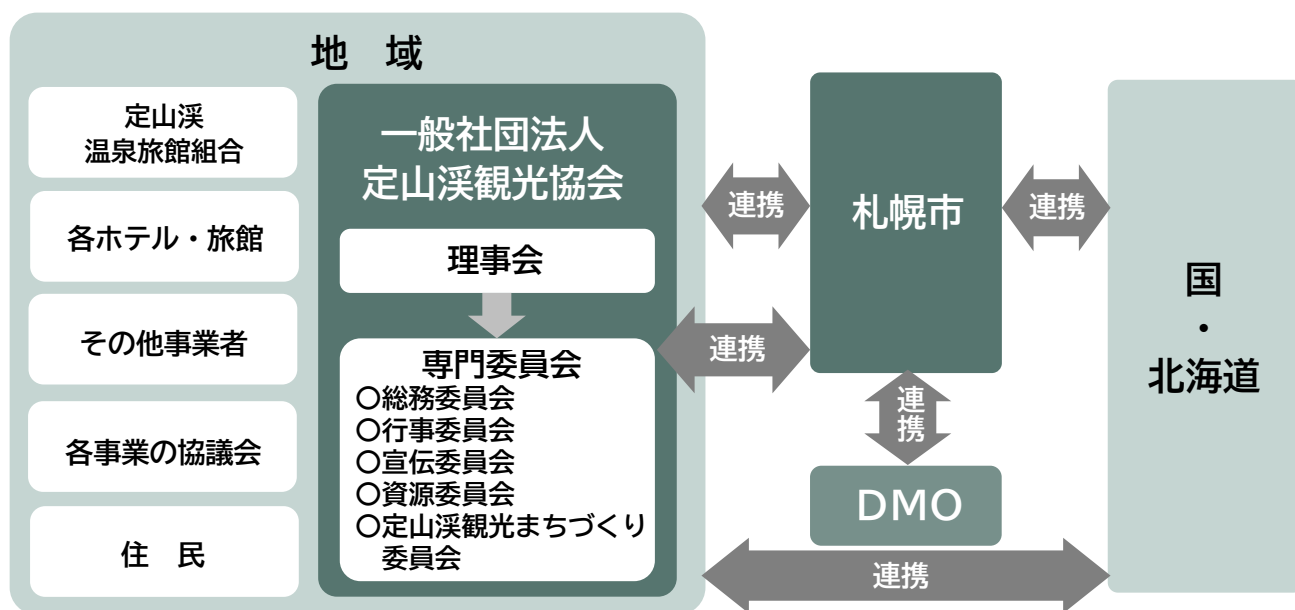 地　域
定山渓
温泉旅館組合
各ホテル・旅館
その他事業者
各事業の協議会
住　民
一般社団法人
定山渓観光協会
理事会
専門委員会
〇総務委員会
〇行事委員会
〇宣伝委員会
〇資源委員会
〇定山渓観光まちづくり
委員会
連携
連携
札幌市
連携
連携
DMO
連携
国
・
北海道